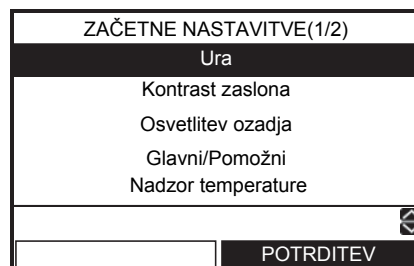 ZAČETNE NASTAVITVE(1/2)
Ura
Kontrast zaslona
Osvetlitev ozadja
Glavni/Pomožni
Nadzor temperature
POTRDITEV